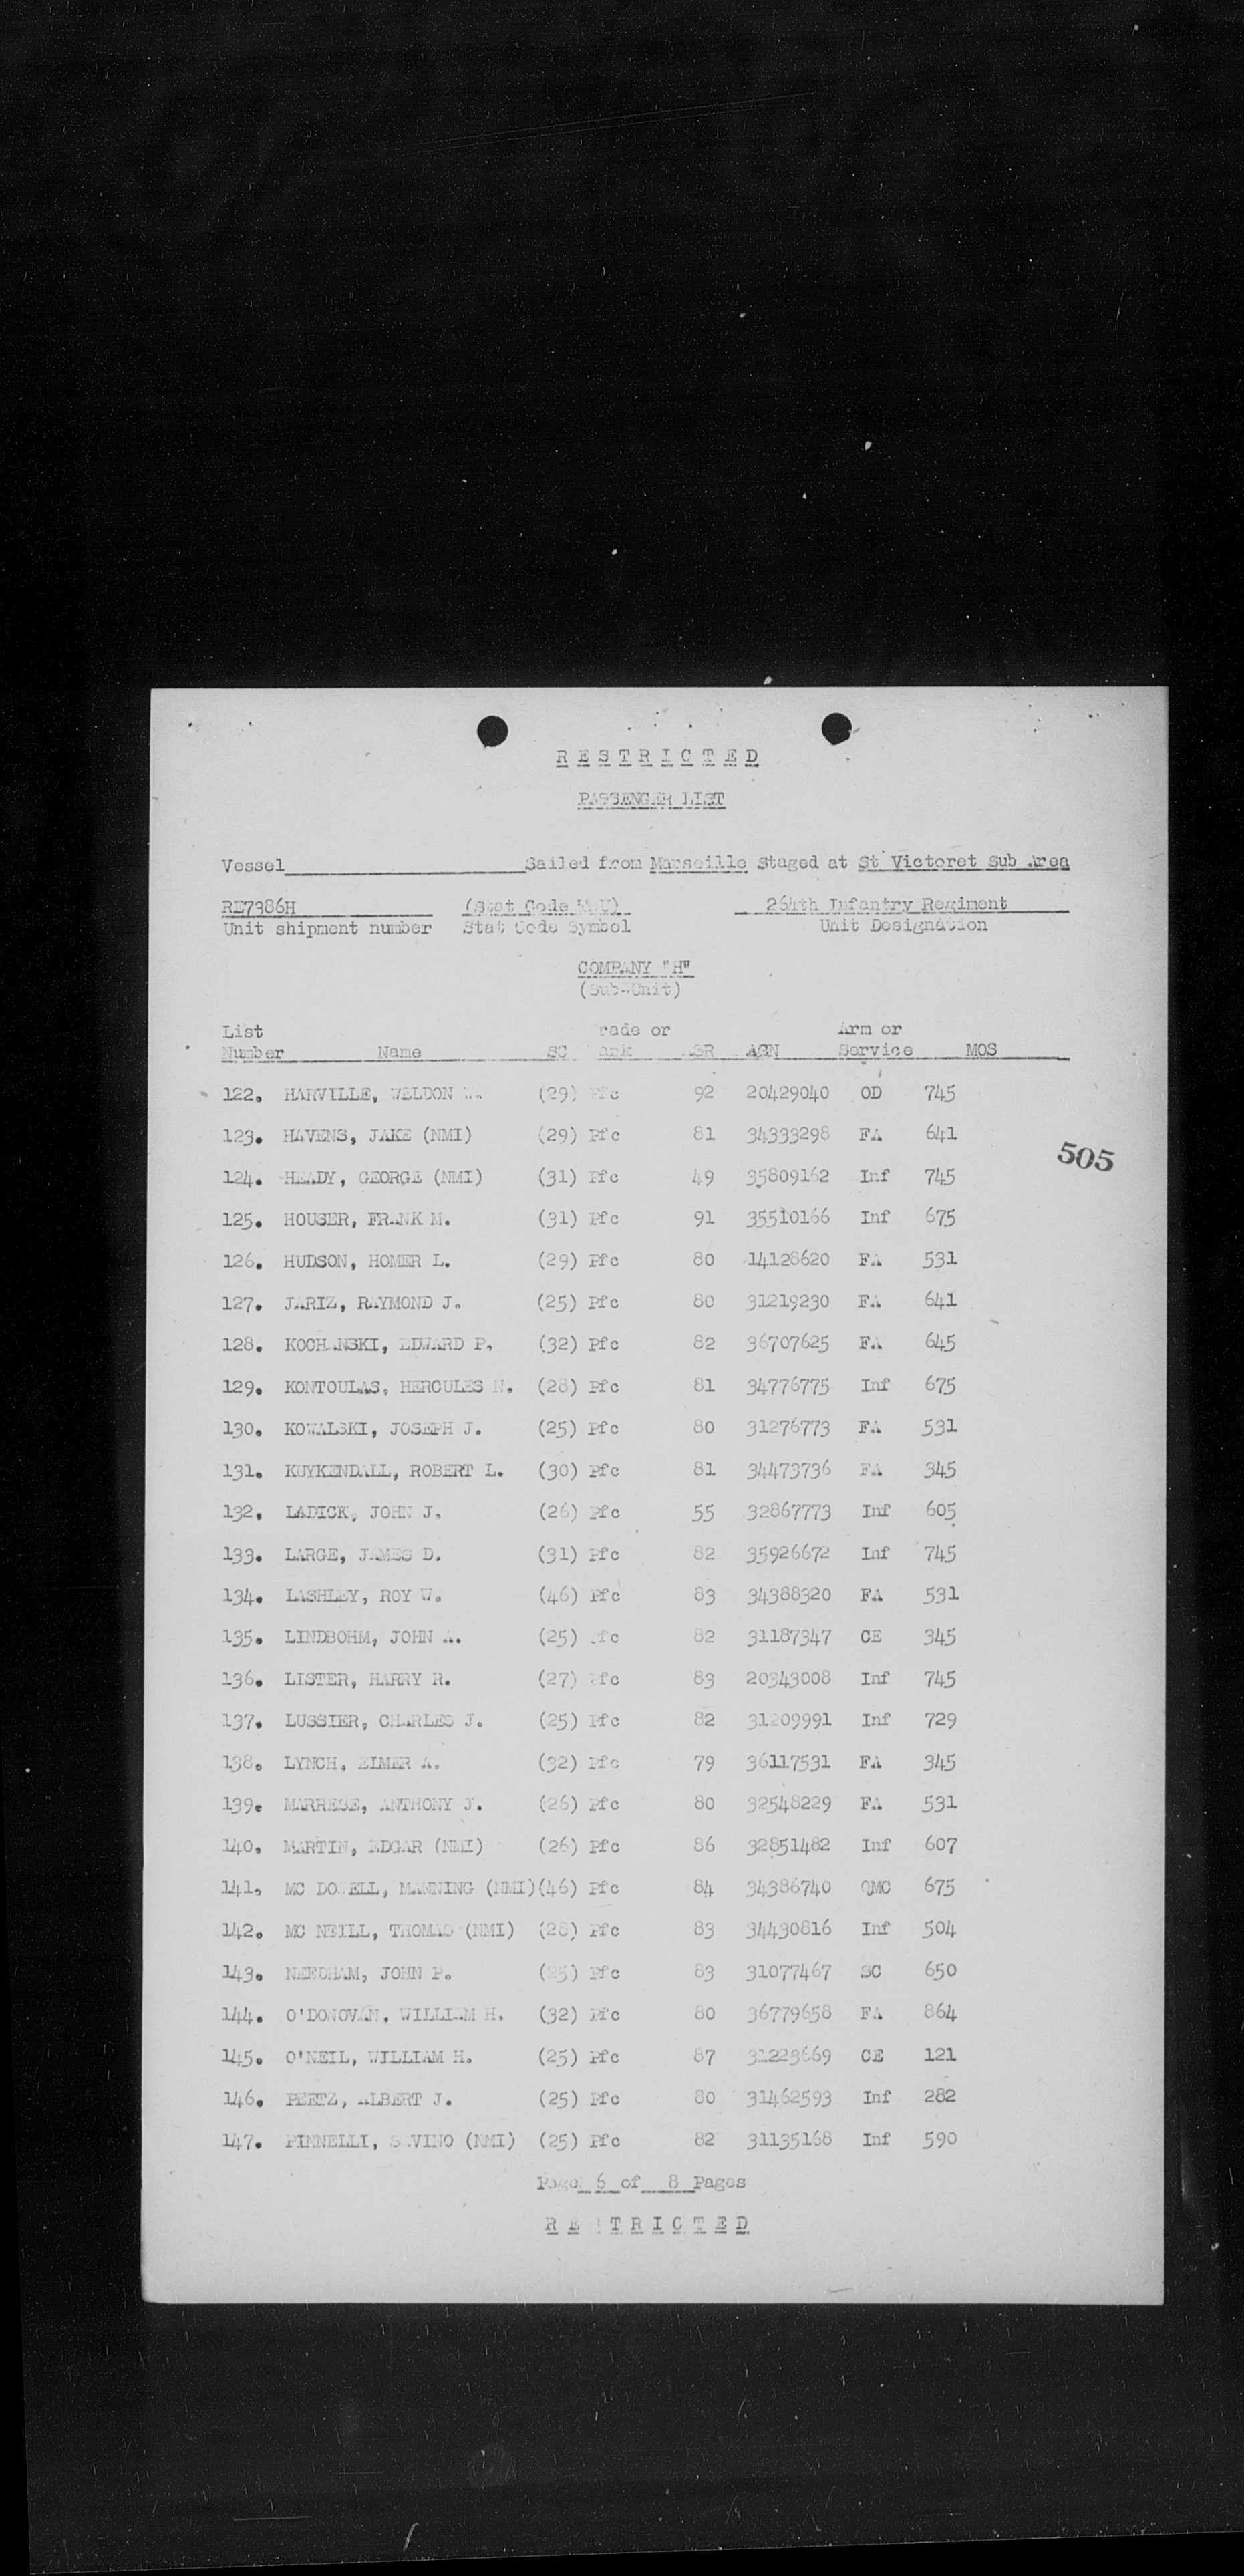 R E S T R I C T E D
PASSENGER LIST
Vessel Sailed from Marseille Staged at St Victoret Sub Area
RE7386H (Stat Code 264th Infantry Regiment
Unit shipment number Stat Code Symbol Unit Designation
COMPANY "H"
(Sub-Unit)
List rade or Arm or
Number Name SC ank ASR ASN Service MOS
122. HARVILLE, WELDON W. (29) Pfc 92 20429040 OD 745
123. HAVENS, JAKE (NMI) (29) Pfc 81 34333298 FA 641
505
124. HEADY, GEORGE (NMI) (31) Pfc 49 35809162 Inf 745
125. HOUSER, FRANK M. (31) Pfc 91 35510166 Inf 675
126. HUDSON, HOMER L. (29) Pfc 80 14128620 FA 531
127. JARIZ, RAYMOND J. (25) Pfc 80 31219230 FA 641
128. KOCHANSKI, EDWARD P. (32) Pfc 82 36707625 FA 645
129. KONTOULAS, HERCULES N. (28) Pfc 81 34776775 Inf 675
130. KOWALSKI, JOSEPH J. (25) Pfc 80 31276773 FA 531
131. KUYKENDALL, ROBERT L. (30) Pfc 81 34473736 FA 345
132. LADICK, JOHN J. (26) Pfc 55 32867773 Inf 605
133. LARGE, JAMES D. (31) Pfc 82 35926672 Inf 745
134. LASHLEY, ROY W. (46) Pfc 83 34388320 FA 531
135. LINDBOHM, JOHN A. (25) Pfc 82 31187347 CE 345
136. LISTER, HARRY R. (27) Pfc 83 20343008 Inf 745
137. LUSSIER, CHARLES J. (25) Pfc 82 31209991 Inf 729
138. LYNCH, ELMER A. (32) Pfc 79 36117531 FA 345
139. MARRESE, ANTHONY J. (26) Pfc 80 32548229 FA 531
140. MARTIN, EDGAR (NMI) (26) Pfc 86 32851482 Inf 607
141. MC DOWELL, MANNING (NMI)(46) Pfc 84 34386740 QMC 675
142. MC NEILL, THOMAS (NMI) (28) Pfc 83 34430816 Inf 504
143. NEEDHAM, JOHN P. (25) Pfc 83 31077467 SC 650
144. O'DONOVAN, WILLIAM H. (32) Pfc 80 36779658 FA 864
145. O'NEIL, WILLIAM H. (25) Pfc 87 31223669 CE 121
146. PEETZ, ALBERT J. (25) Pfc 80 31462593 Inf 282
147. PINNELLI, SAVINO (NMI) (25) Pfc 82 31135168 Inf 590
Page 6 of 8 Pages
R E S T R I C T E D